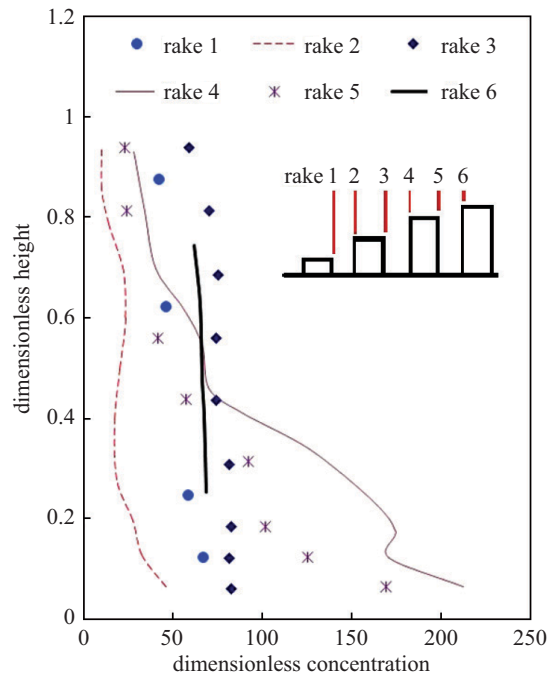 1.2
rake 1 rake 2 rake 3
rake 4 rake 5 rake 6
1
rake 1 2 3 4 5 6
0.8
0.6
0.4
0.2
0
dimensionless height
0 50 100 150 200 250
dimensionless concentration